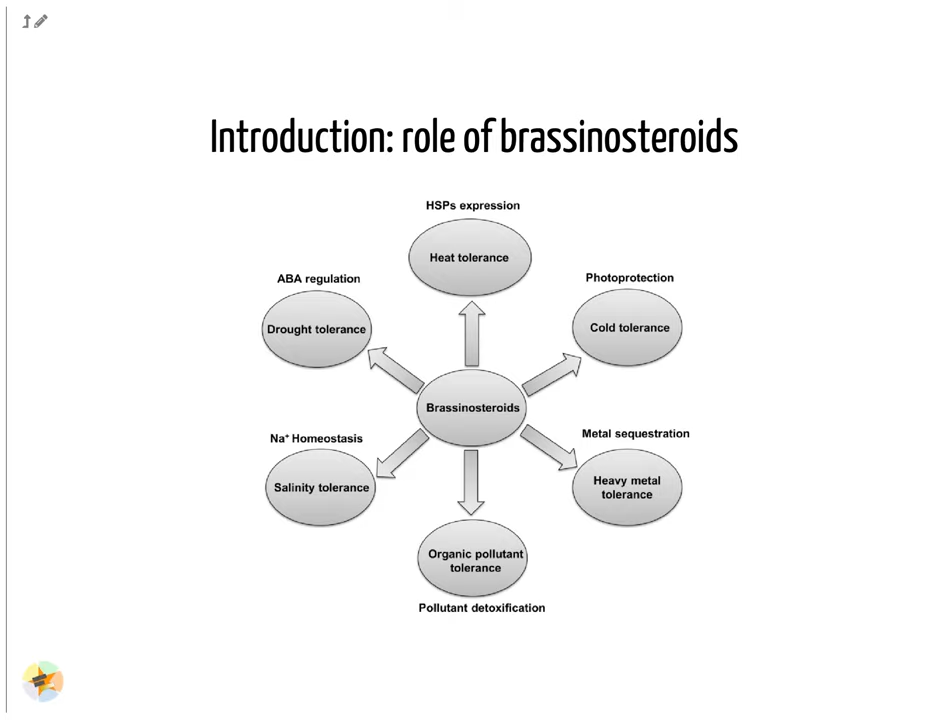 Introduction: role of brassinosteroids
HSPs expression
Heat tolerance
ABA regulation
Drought tolerance
Photoprotection
Cold tolerance
Brassinosteroids
Na⁺ Homeostasis
Salinity tolerance
Metal sequestration
Heavy metal
tolerance
Organic pollutant
tolerance
Pollutant detoxification